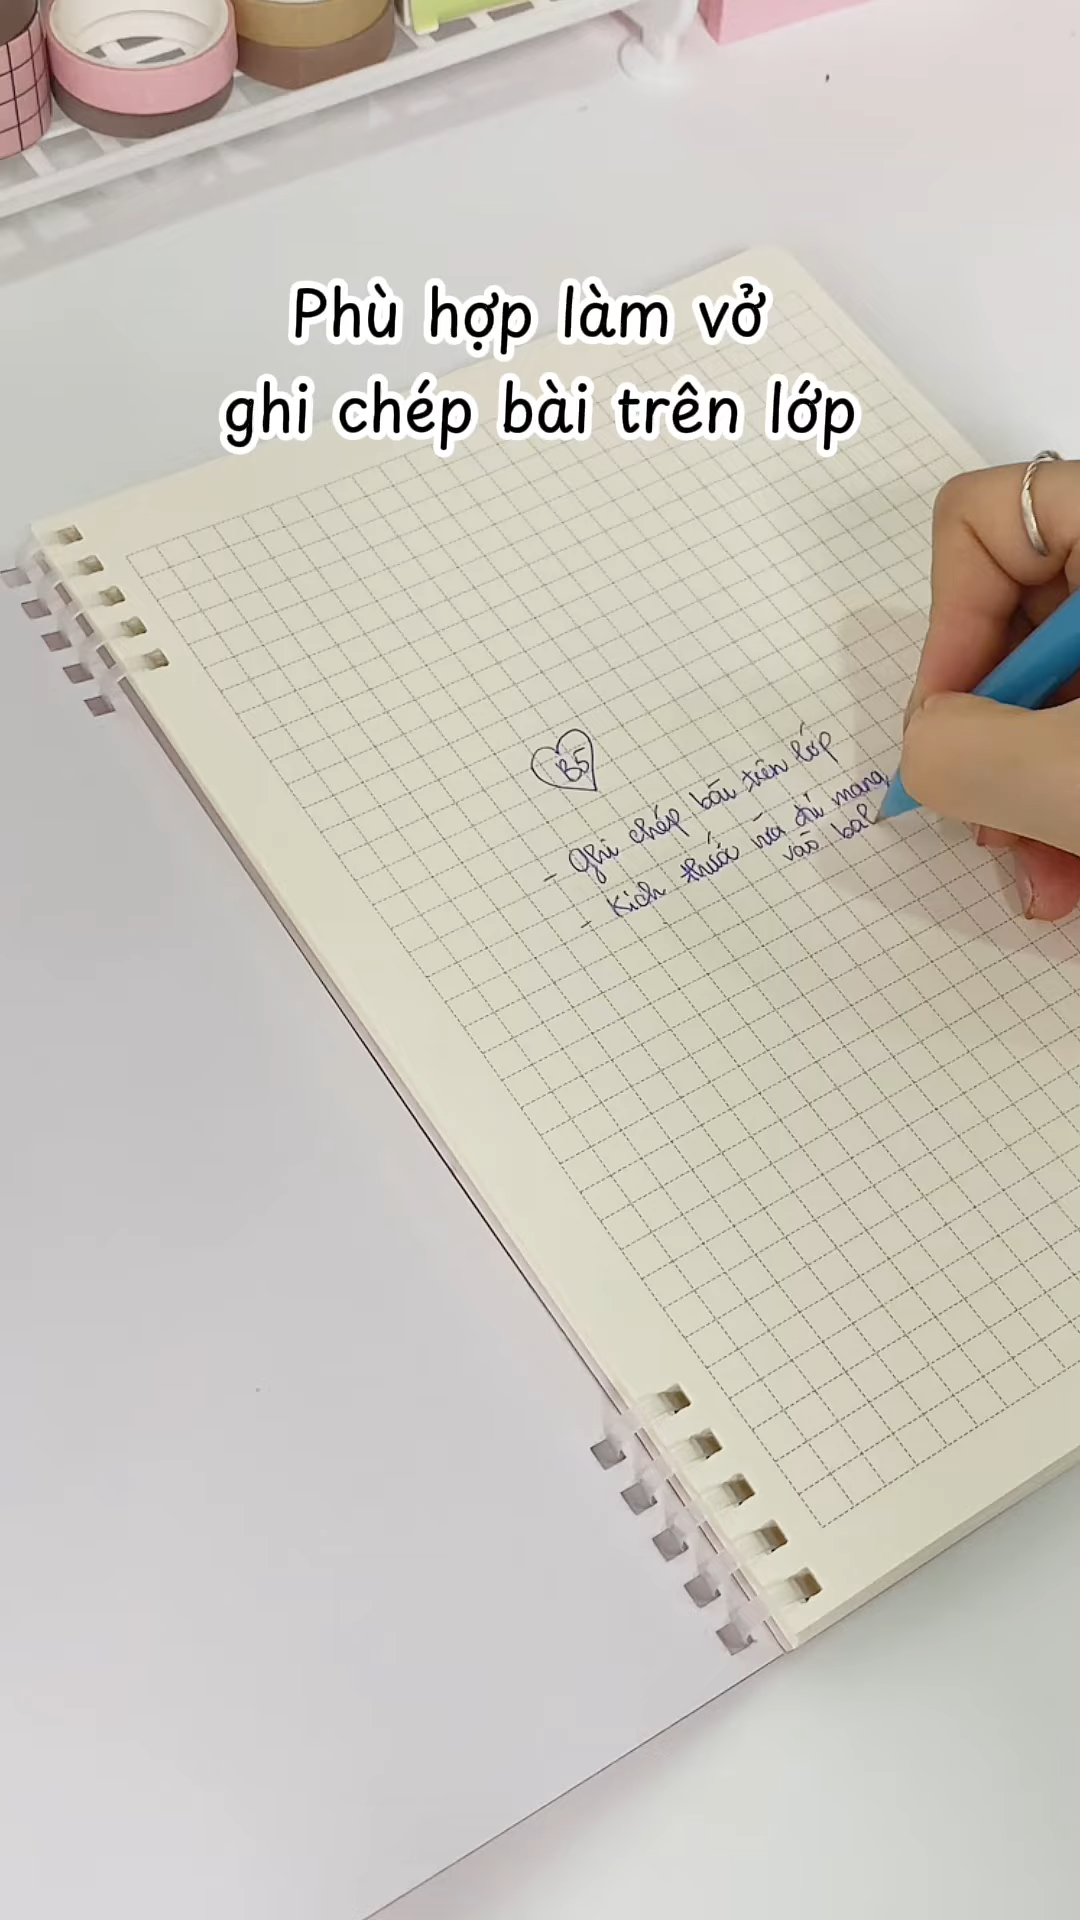 Phù hợp làm vở
ghi chép bài trên lớp
B5
- Ghi chép bài trên lớp
- Kích thước vừa đủ mang
vào bal